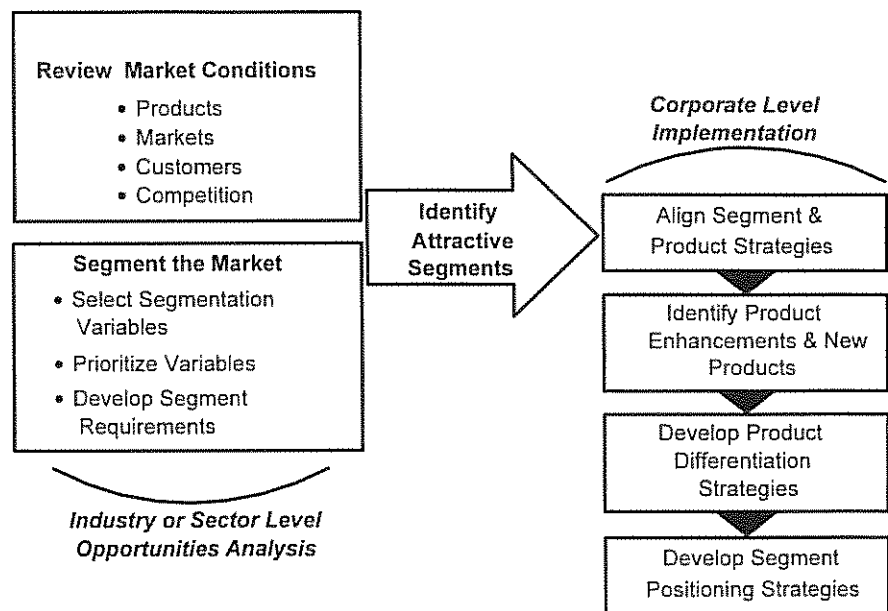 Review Market Conditions
• Products
• Markets
• Customers
• Competition
Segment the Market
• Select Segmentation
Variables
• Prioritize Variables
• Develop Segment
Requirements
Industry or Sector Level
Opportunities Analysis
Identify
Attractive
Segments
Corporate Level
Implementation
Align Segment &
Product Strategies
Identify Product
Enhancements & New
Products
Develop Product
Differentiation
Strategies
Develop Segment
Positioning Strategies